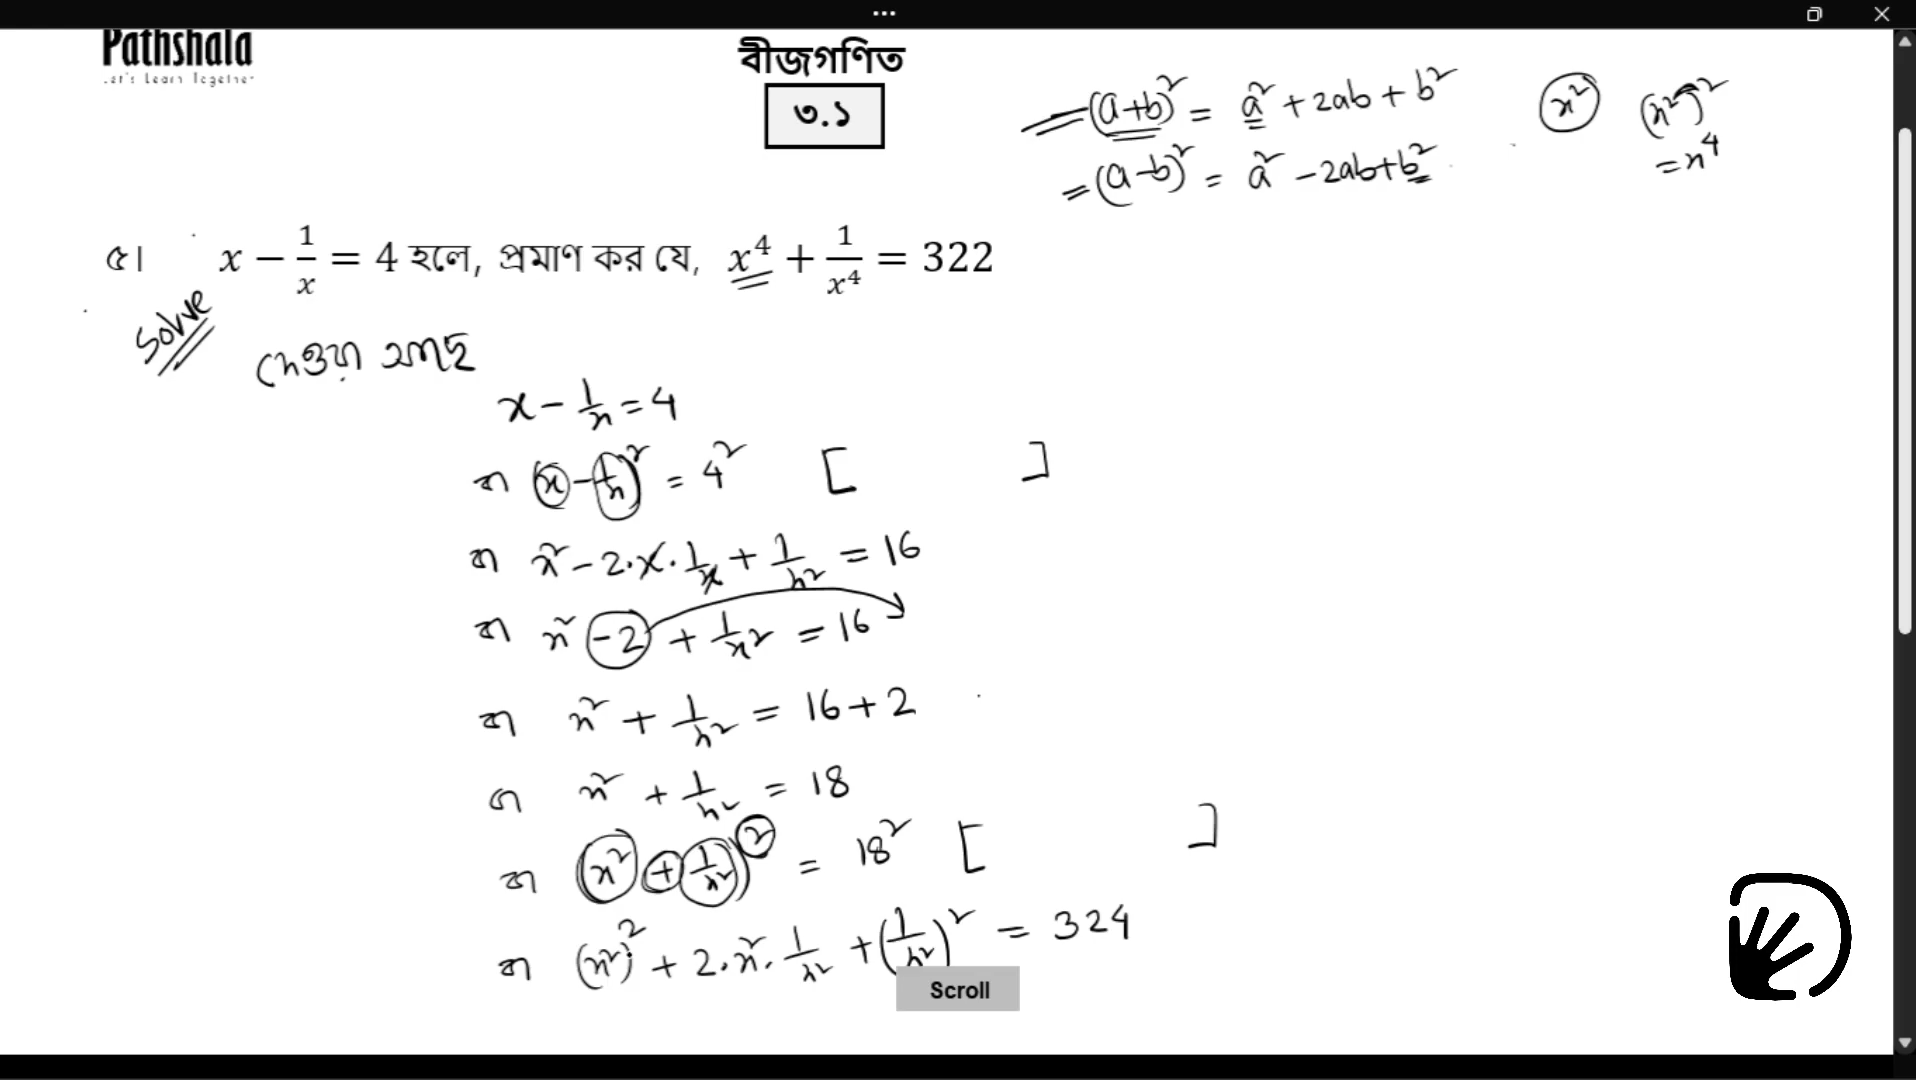 Pathshala
Let's Learn Together
বীজগণিত
৩.১
= (a+b)² = a² + 2ab + b²
= (a-b)² = a² - 2ab + b²
x²
(x²)²
= x⁴
৫। x - 1/x = 4 হলে, প্রমাণ কর যে, x⁴ + 1/x⁴ = 322
Solve
দেওয়া আছে
x - 1/x = 4
বা (x - 1/x)² = 4² [ ]
বা x² - 2·x·1/x + 1/x² = 16
বা x² - 2 + 1/x² = 16
বা x² + 1/x² = 16 + 2
বা x² + 1/x² = 18
বা (x² + 1/x²)² = 18² [ ]
বা (x²)² + 2·x²·1/x² + (1/x²)² = 324
Scroll